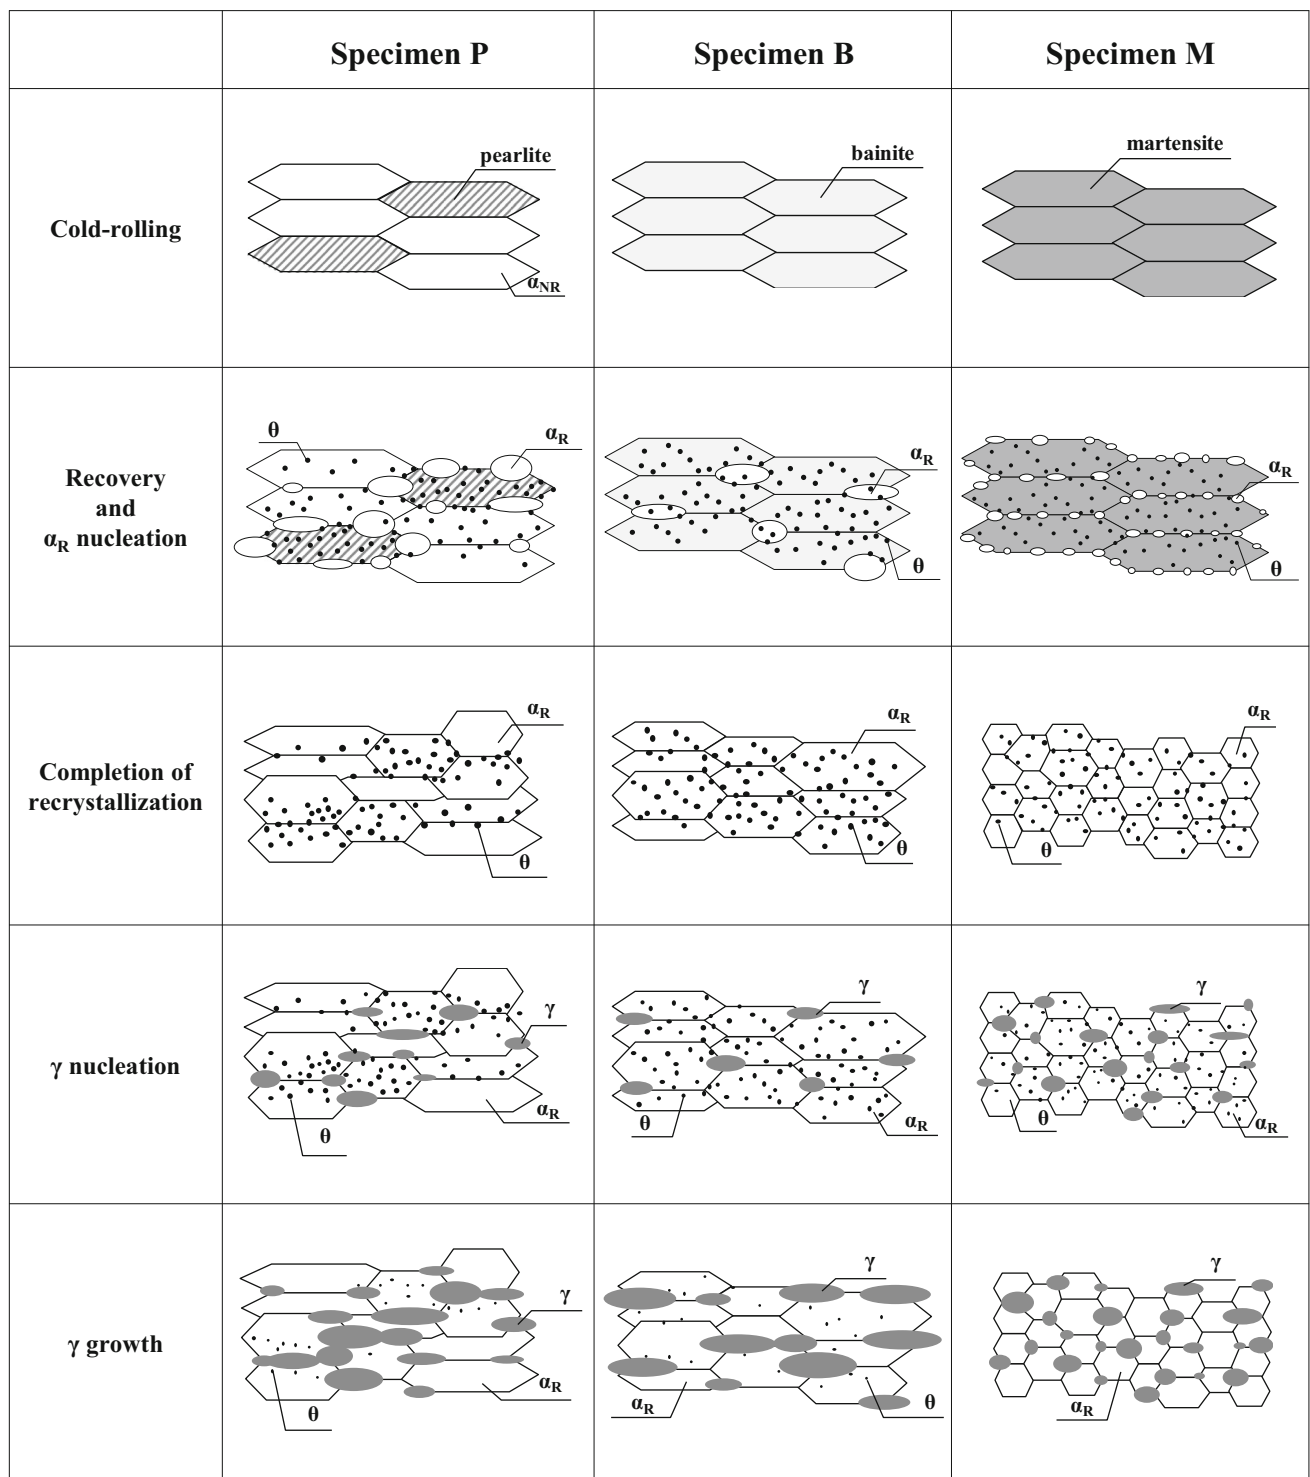 Specimen P
Specimen B
Specimen M
Cold-rolling
pearlite
α_NR
bainite
martensite
Recovery
and
α_R nucleation
θ
α_R
α_R
θ
α_R
θ
Completion of
recrystallization
α_R
θ
α_R
θ
α_R
θ
γ nucleation
γ
α_R
θ
γ
θ
α_R
γ
θ
α_R
γ growth
γ
α_R
θ
γ
α_R
θ
γ
α_R